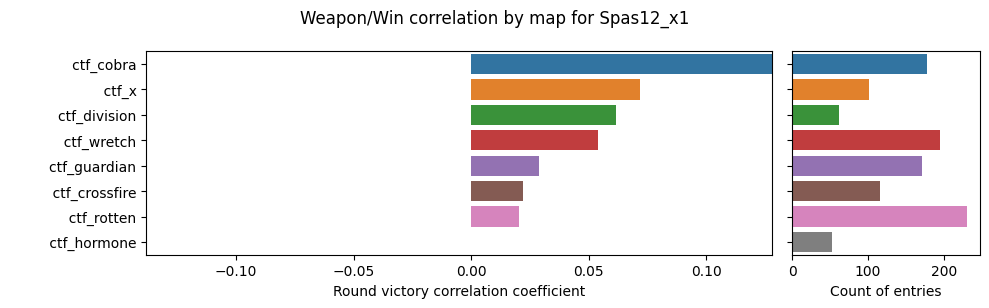 Weapon/Win correlation by map for Spas12_x1
ctf_cobra
ctf_x
ctf_division
ctf_wretch
ctf_guardian
ctf_crossfire
ctf_rotten
ctf_hormone
−0.10 −0.05 0.00 0.05 0.10
Round victory correlation coefficient
0 100 200
Count of entries